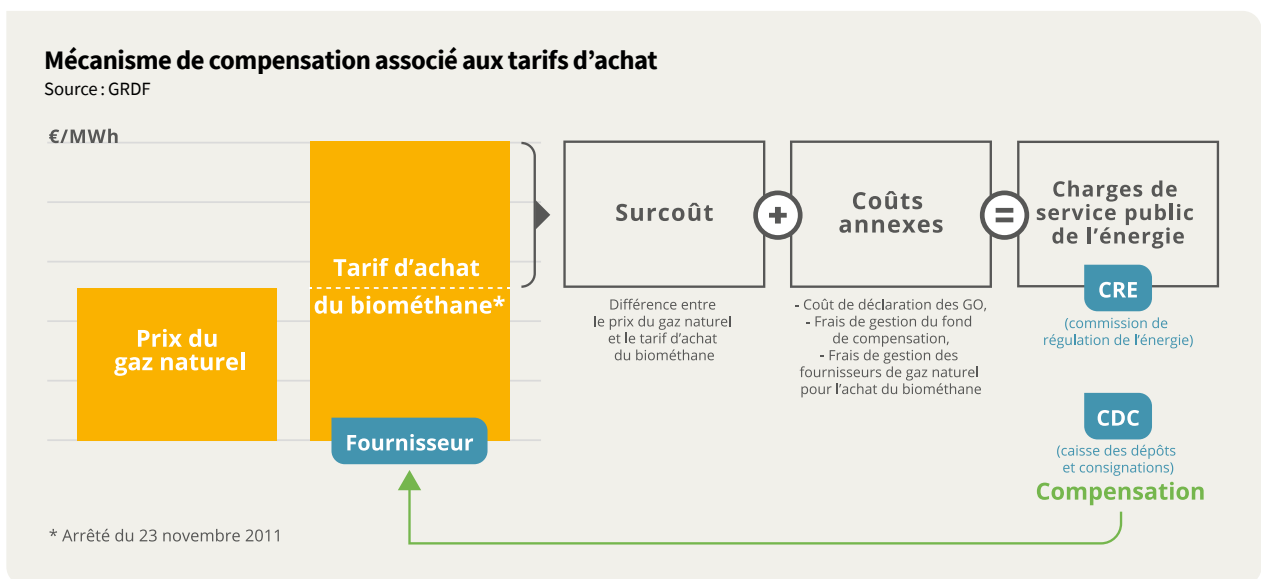 Mécanisme de compensation associé aux tarifs d’achat
Source : GRDF
€/MWh
Prix du
gaz naturel
Tarif d’achat
du biométhane*
Fournisseur
Surcoût
+
Coûts
annexes
=
Charges de
service public
de l’énergie
Différence entre
le prix du gaz naturel
et le tarif d’achat
du biométhane
- Coût de déclaration des GO,
- Frais de gestion du fond
de compensation,
- Frais de gestion des
fournisseurs de gaz naturel
pour l’achat du biométhane
CRE
(commission de
régulation de l’énergie)
CDC
(caisse des dépôts
et consignations)
Compensation
* Arrêté du 23 novembre 2011